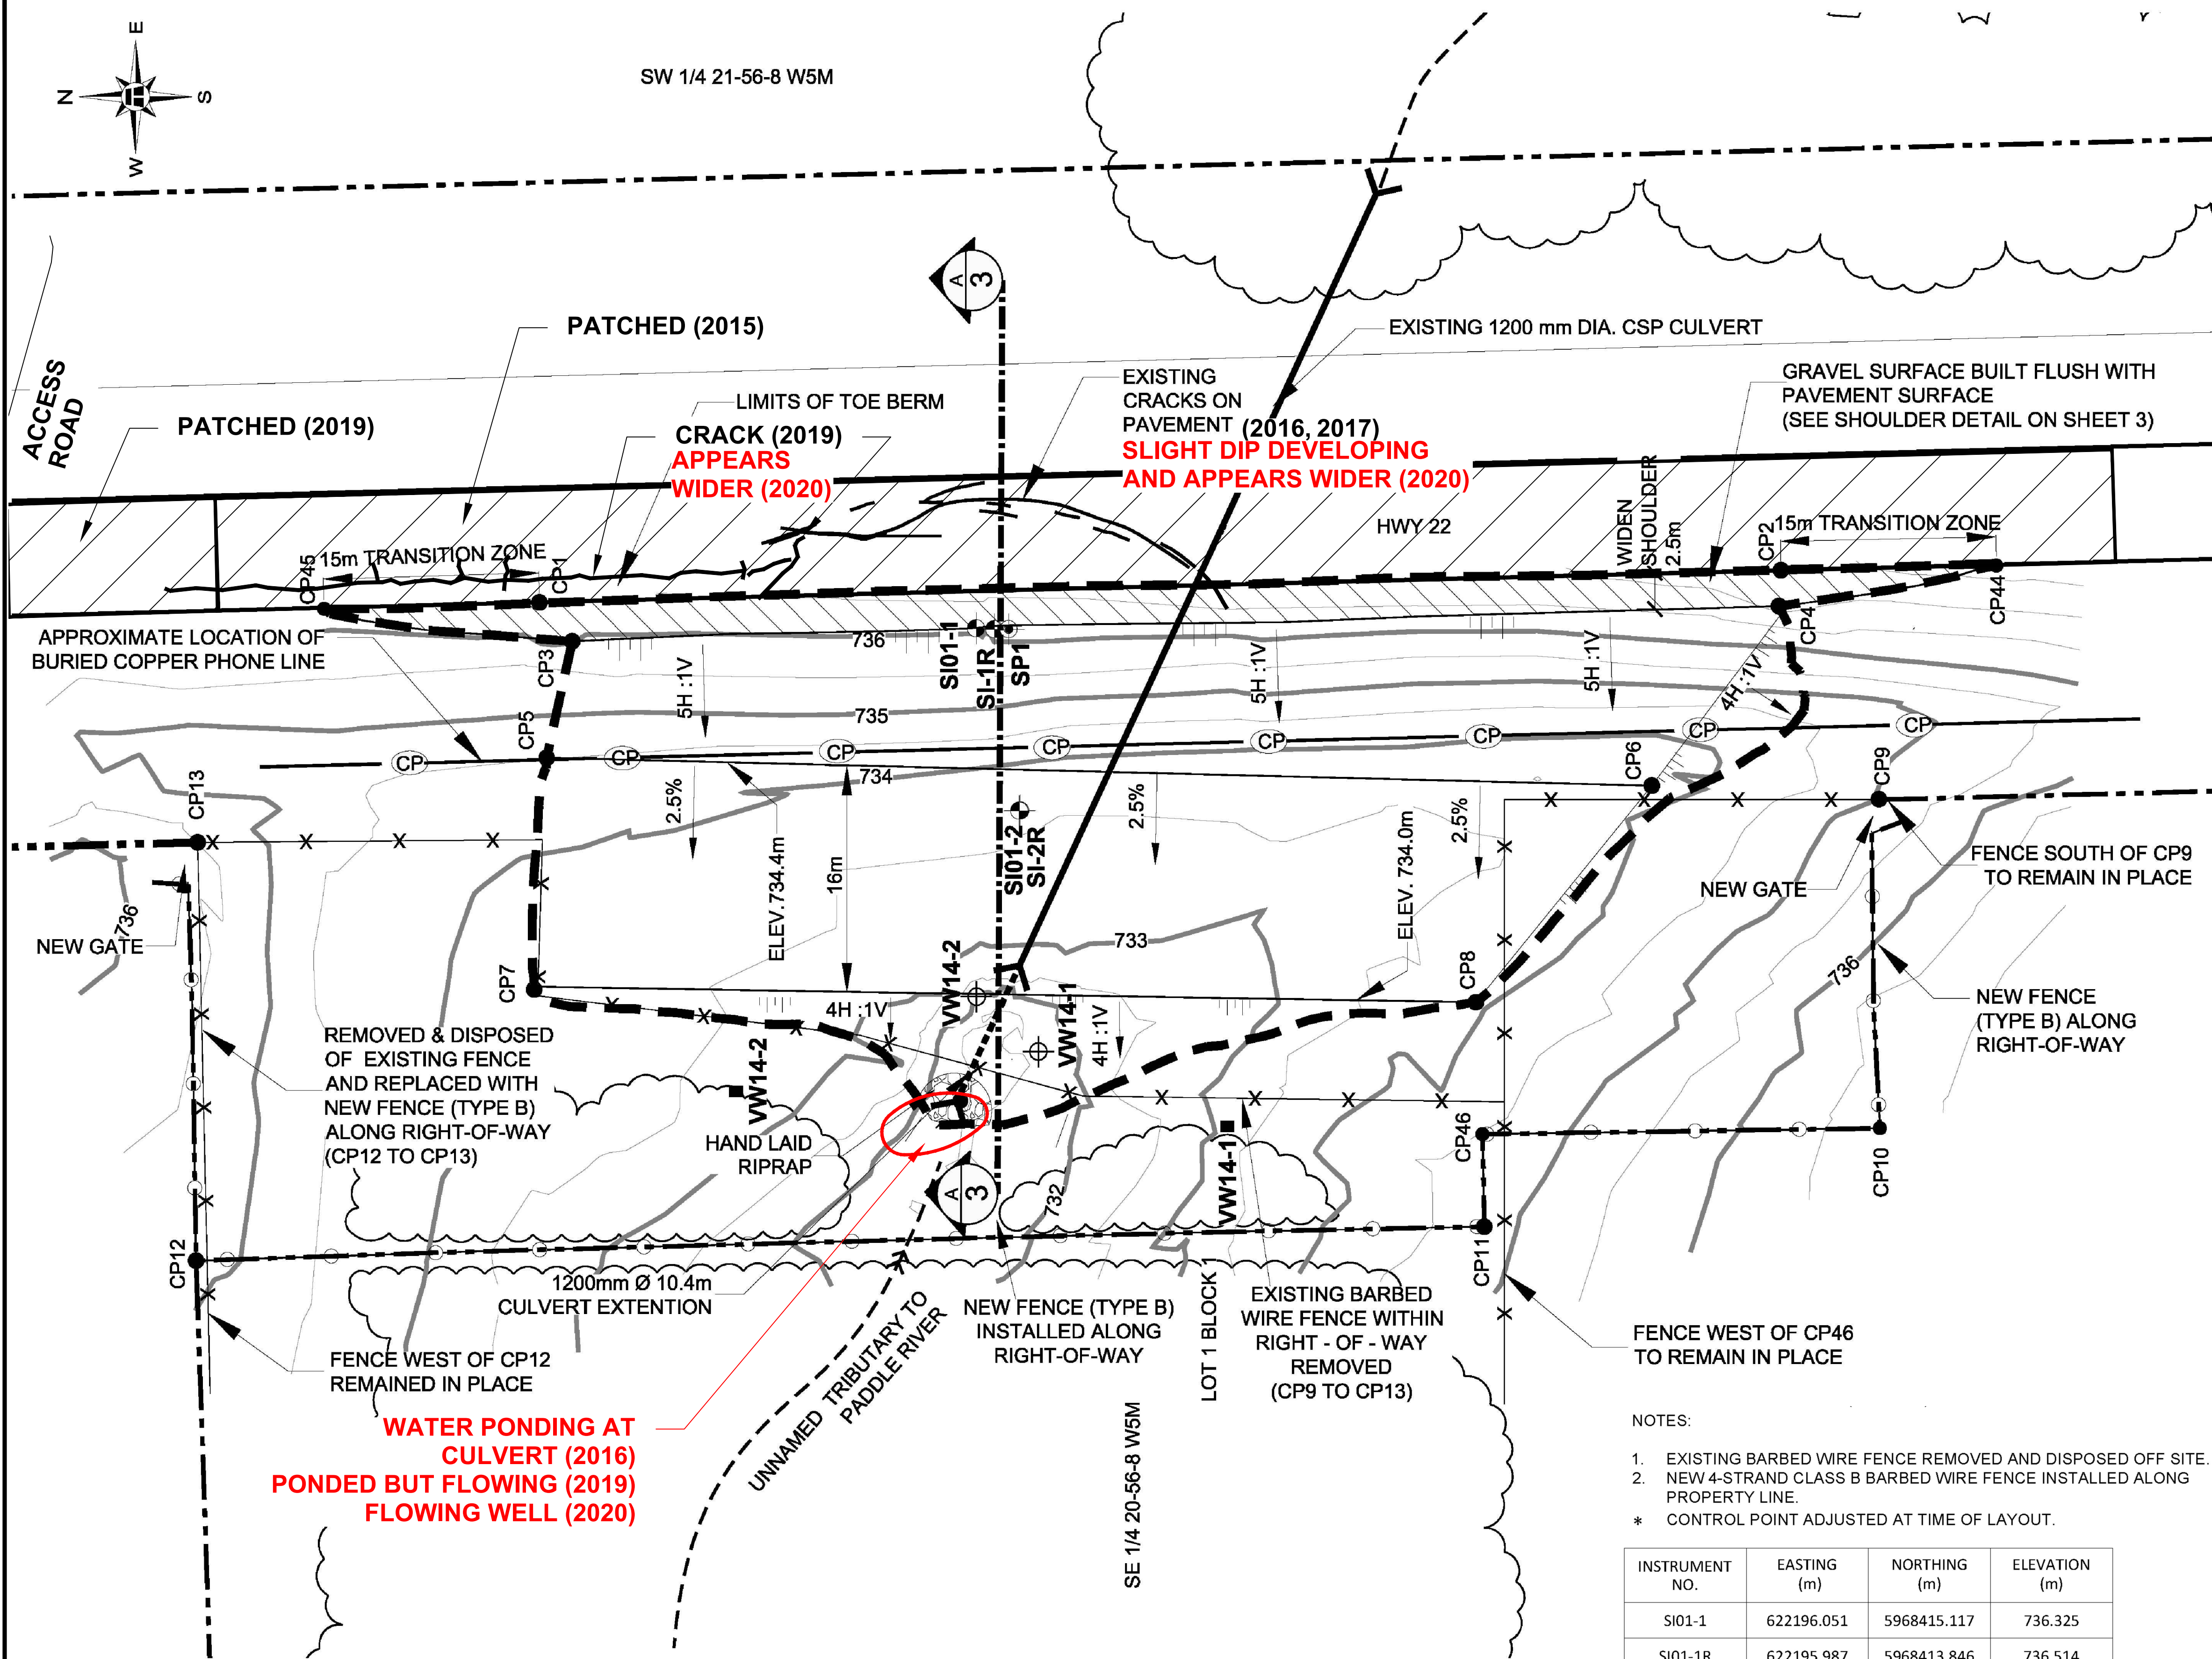 E
N
S
W
SW 1/4 21-56-8 W5M
A
3
PATCHED (2015)
EXISTING 1200 mm DIA. CSP CULVERT
ACCESS
ROAD
PATCHED (2019)
LIMITS OF TOE BERM
CRACK (2019)
APPEARS
WIDER (2020)
EXISTING
CRACKS ON
PAVEMENT (2016, 2017)
SLIGHT DIP DEVELOPING
AND APPEARS WIDER (2020)
GRAVEL SURFACE BUILT FLUSH WITH
PAVEMENT SURFACE
(SEE SHOULDER DETAIL ON SHEET 3)
HWY 22
WIDEN
SHOULDER
2.5m
CP2
15m TRANSITION ZONE
CP45
15m TRANSITION ZONE
CP1
CP44
CP4
APPROXIMATE LOCATION OF
BURIED COPPER PHONE LINE
CP3
736
SI01-1
SI-1R
SP1
5H :1V
5H :1V
5H :1V
4H :1V
CP5
735
CP
CP
CP
CP
CP
CP
CP
CP
734
CP6
CP9
CP13
2.5%
2.5%
2.5%
ELEV.734.4m
16m
SI01-2
SI-2R
ELEV. 734.0m
FENCE SOUTH OF CP9
TO REMAIN IN PLACE
NEW GATE
736
NEW GATE
733
736
CP7
VW14-2
CP8
4H :1V
VW14-1
4H :1V
NEW FENCE
(TYPE B) ALONG
RIGHT-OF-WAY
REMOVED & DISPOSED
OF EXISTING FENCE
AND REPLACED WITH
NEW FENCE (TYPE B)
ALONG RIGHT-OF-WAY
(CP12 TO CP13)
VW14-2
HAND LAID
RIPRAP
VW14-1
CP46
CP10
A
3
732
CP12
CP11
1200mm Ø 10.4m
CULVERT EXTENTION
UNNAMED TRIBUTARY TO
PADDLE RIVER
NEW FENCE (TYPE B)
INSTALLED ALONG
RIGHT-OF-WAY
LOT 1 BLOCK 1
EXISTING BARBED
WIRE FENCE WITHIN
RIGHT - OF - WAY
REMOVED
(CP9 TO CP13)
FENCE WEST OF CP46
TO REMAIN IN PLACE
FENCE WEST OF CP12
REMAINED IN PLACE
WATER PONDING AT
CULVERT (2016)
PONDED BUT FLOWING (2019)
FLOWING WELL (2020)
SE 1/4 20-56-8 W5M
NOTES:
1. EXISTING BARBED WIRE FENCE REMOVED AND DISPOSED OFF SITE.
2. NEW 4-STRAND CLASS B BARBED WIRE FENCE INSTALLED ALONG
PROPERTY LINE.
* CONTROL POINT ADJUSTED AT TIME OF LAYOUT.
INSTRUMENT NO. EASTING (m) NORTHING (m) ELEVATION (m)
SI01-1 622196.051 5968415.117 736.325
SI01-1R 622195.987 5968413.846 736.514